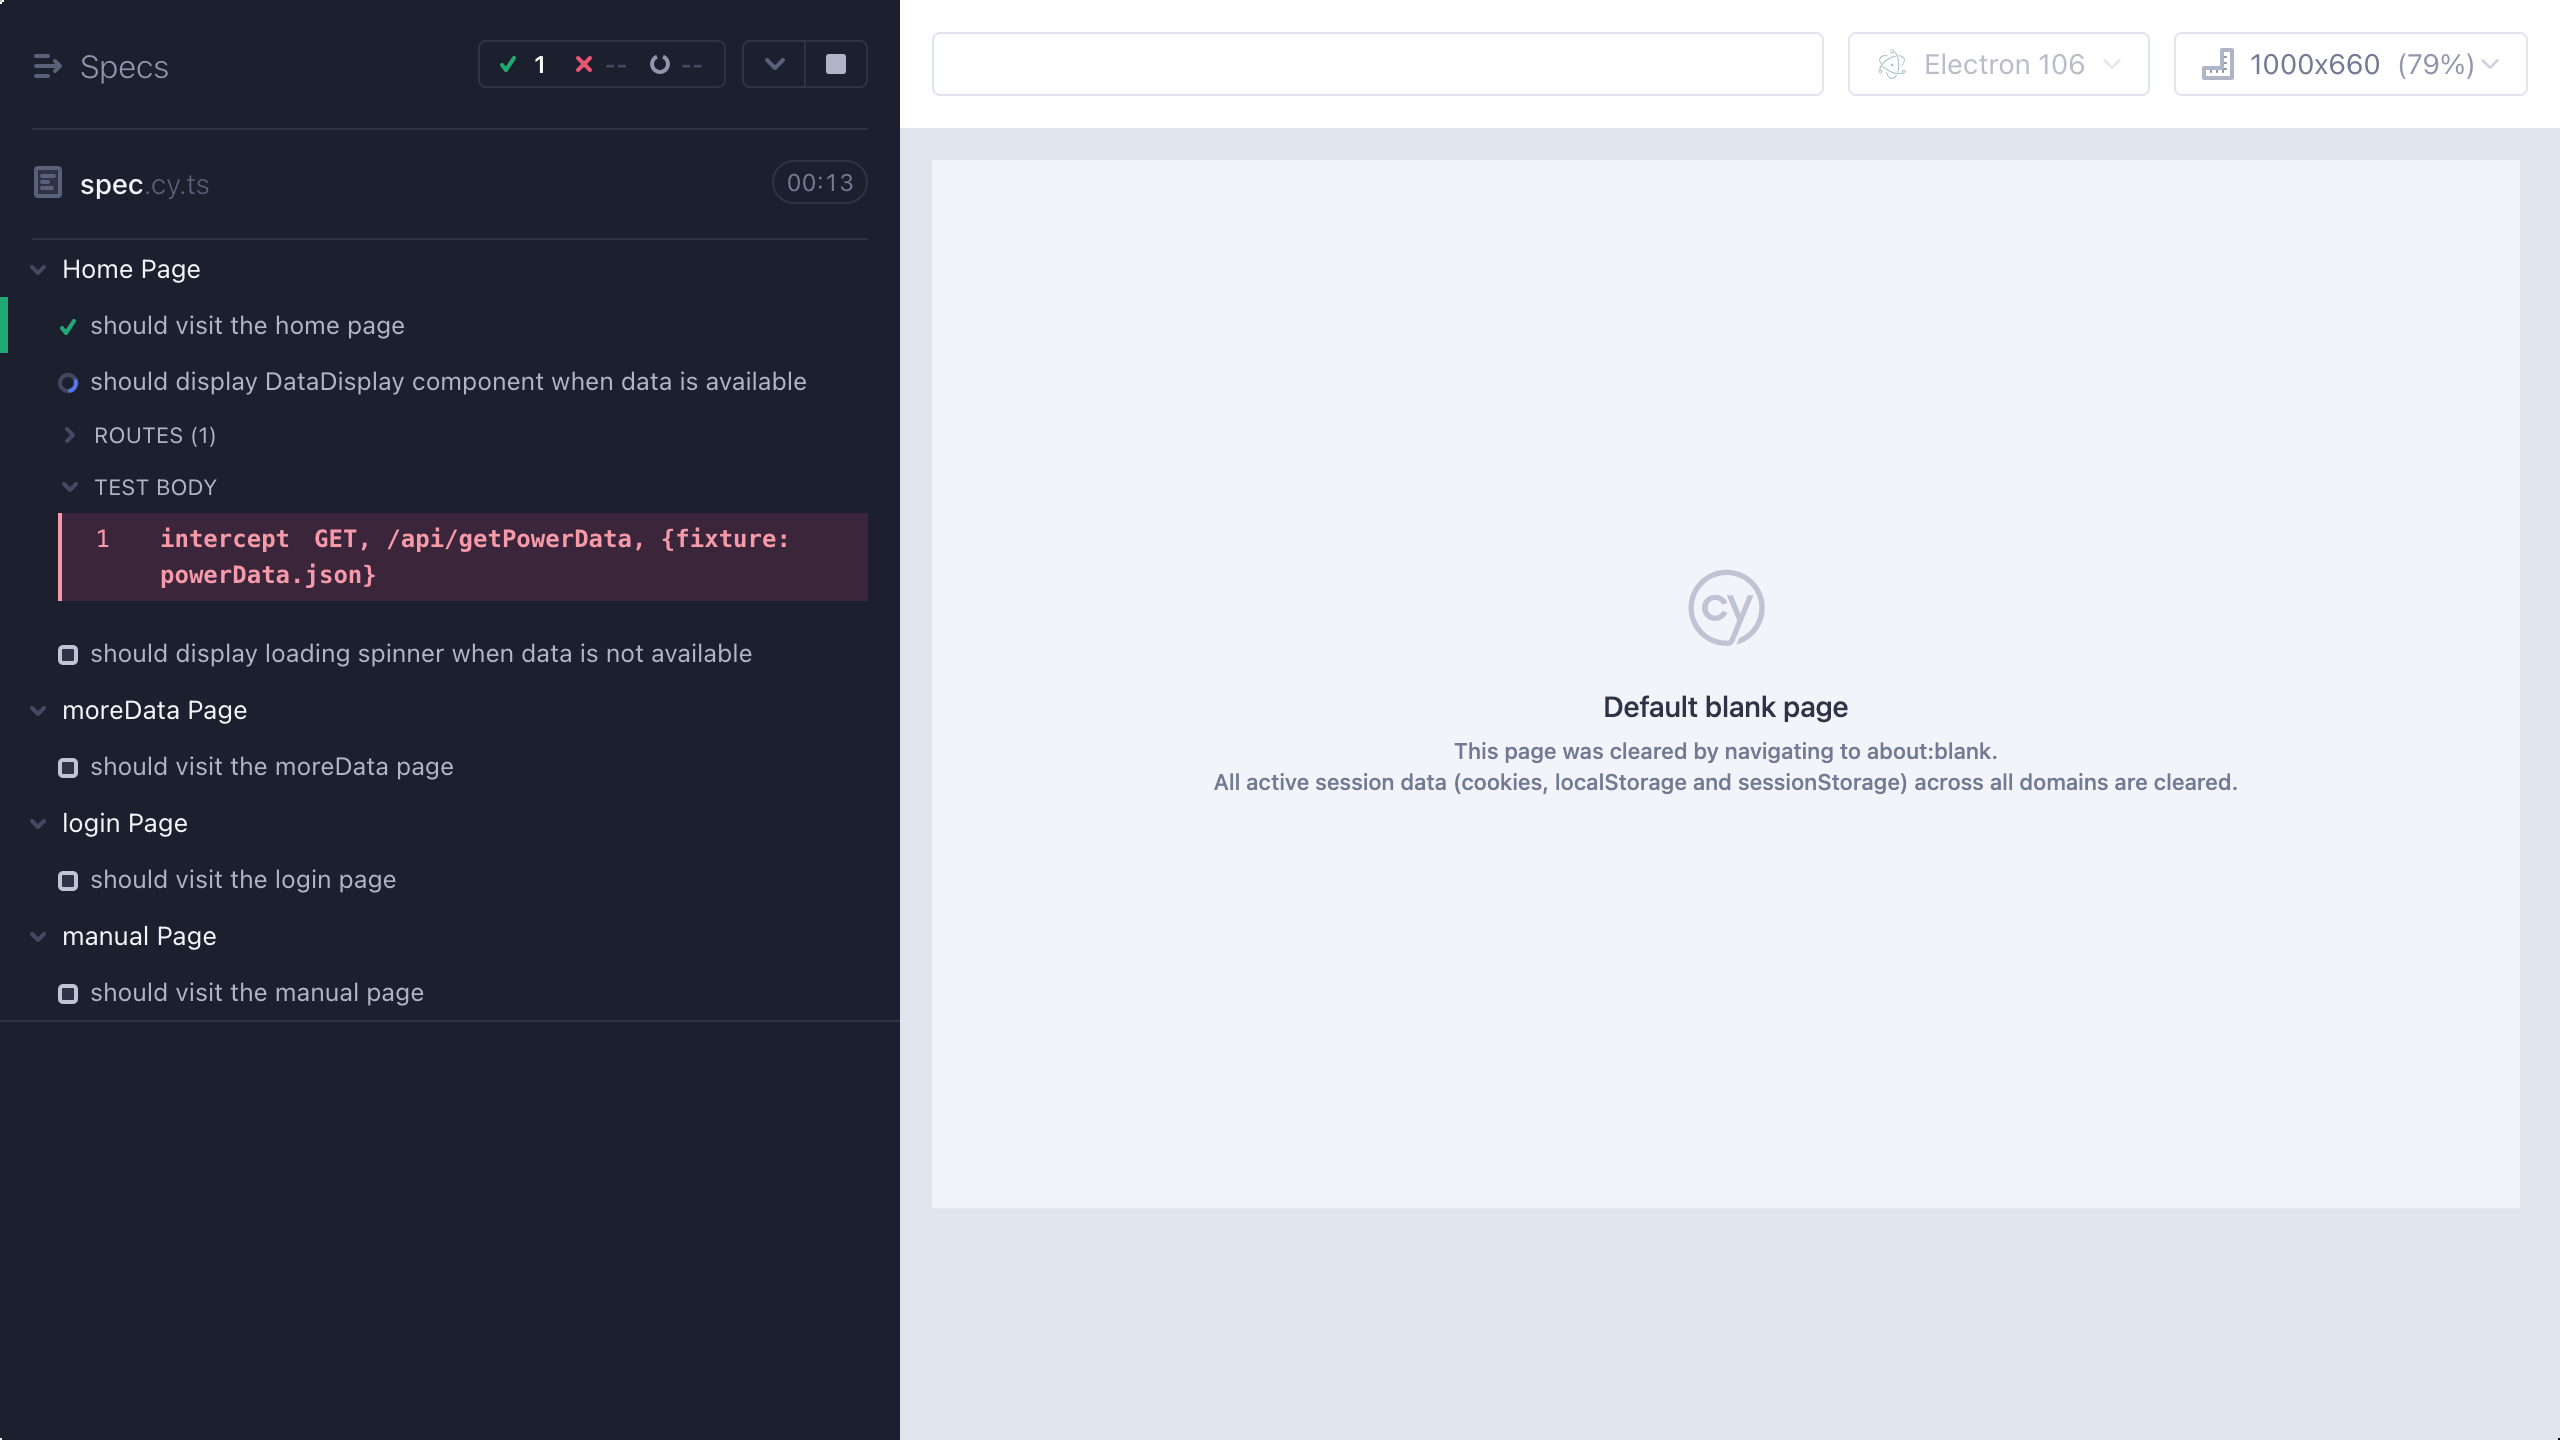 Specs
1 -- --
spec.cy.ts
00:13
Home Page
should visit the home page
should display DataDisplay component when data is available
ROUTES (1)
TEST BODY
1 intercept GET, /api/getPowerData, {fixture:
powerData.json}
should display loading spinner when data is not available
moreData Page
should visit the moreData page
login Page
should visit the login page
manual Page
should visit the manual page
Electron 106
1000x660 (79%)
cy
Default blank page
This page was cleared by navigating to about:blank.
All active session data (cookies, localStorage and sessionStorage) across all domains are cleared.